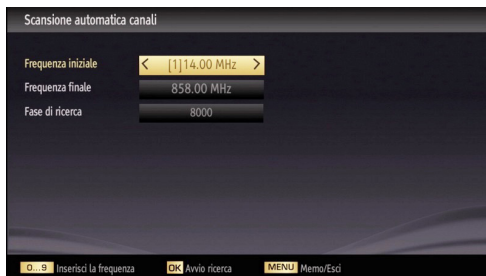 Scansione automatica canali
Frequenza iniziale < [1]14.00 MHz >
Frequenza finale 858.00 MHz
Fase di ricerca 8000
0...9 Inserisci la frequenza OK Avvio ricerca MENU Memo/Esci